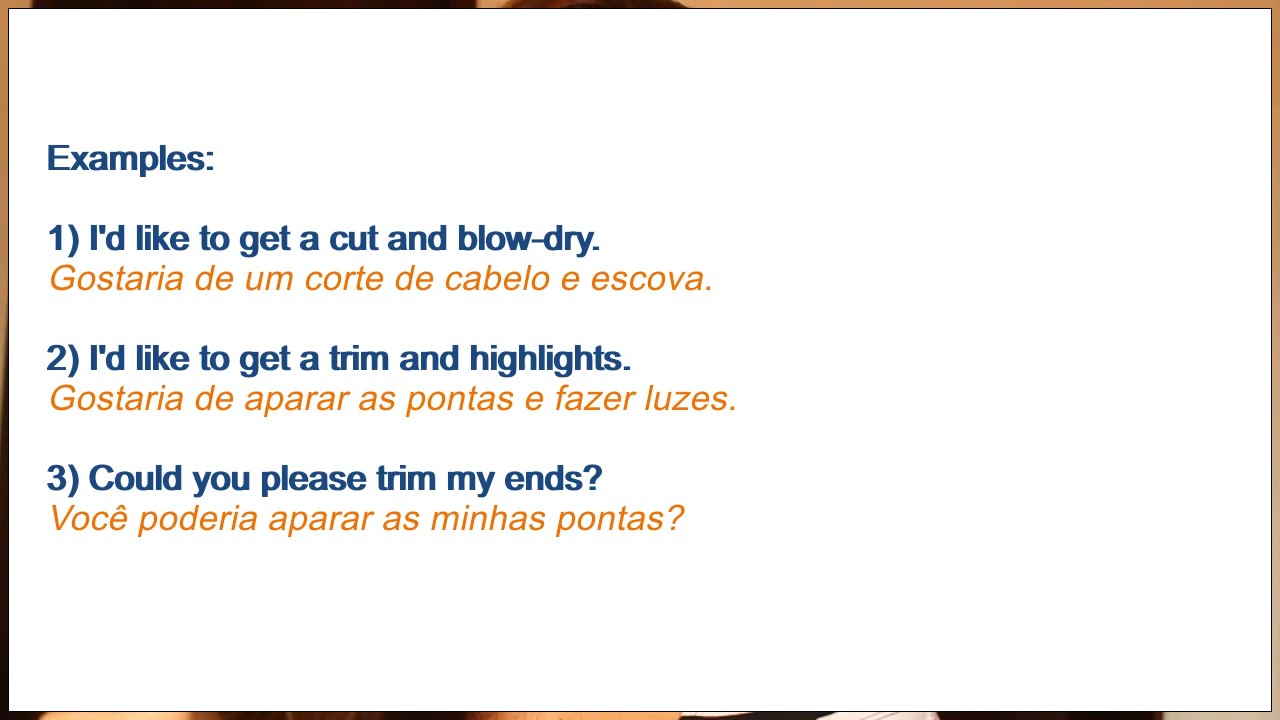 Examples:
1) I'd like to get a cut and blow-dry.
Gostaria de um corte de cabelo e escova.
2) I'd like to get a trim and highlights.
Gostaria de aparar as pontas e fazer luzes.
3) Could you please trim my ends?
Você poderia aparar as minhas pontas?